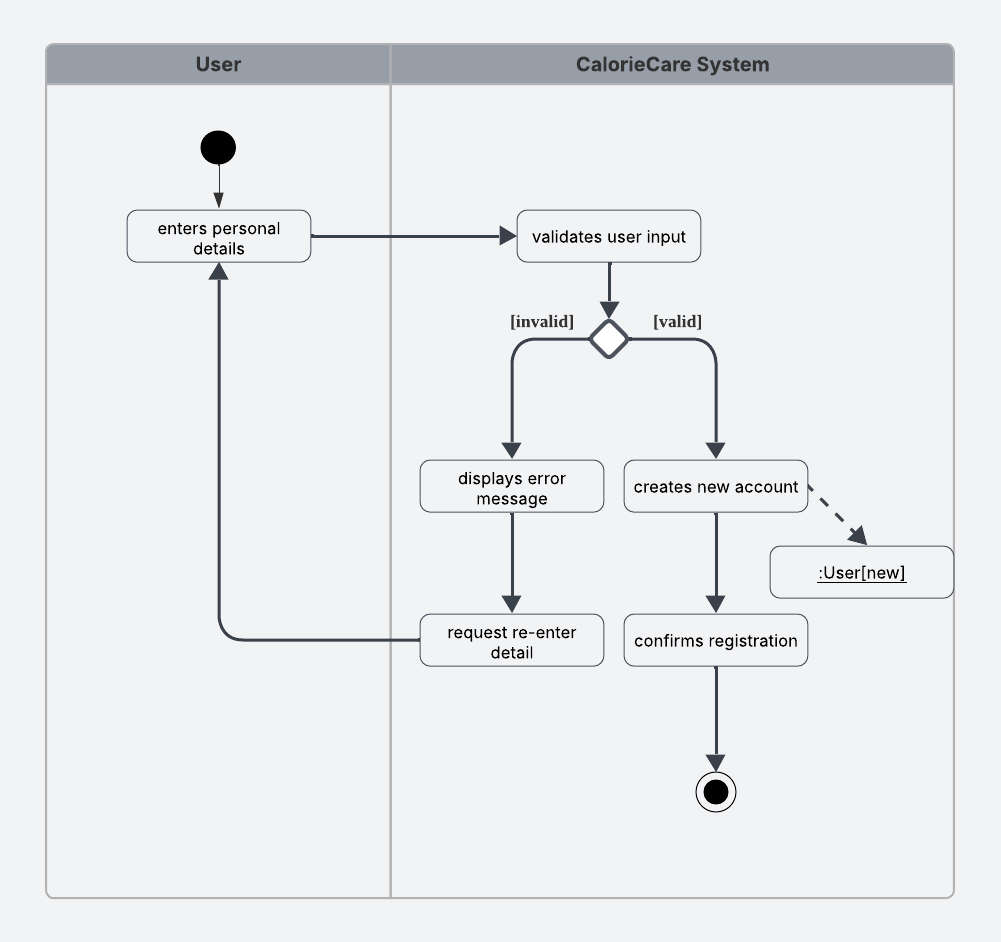 User
CalorieCare System
enters personal
details
validates user input
[invalid]
[valid]
displays error
message
creates new account
:User[new]
request re-enter
detail
confirms registration